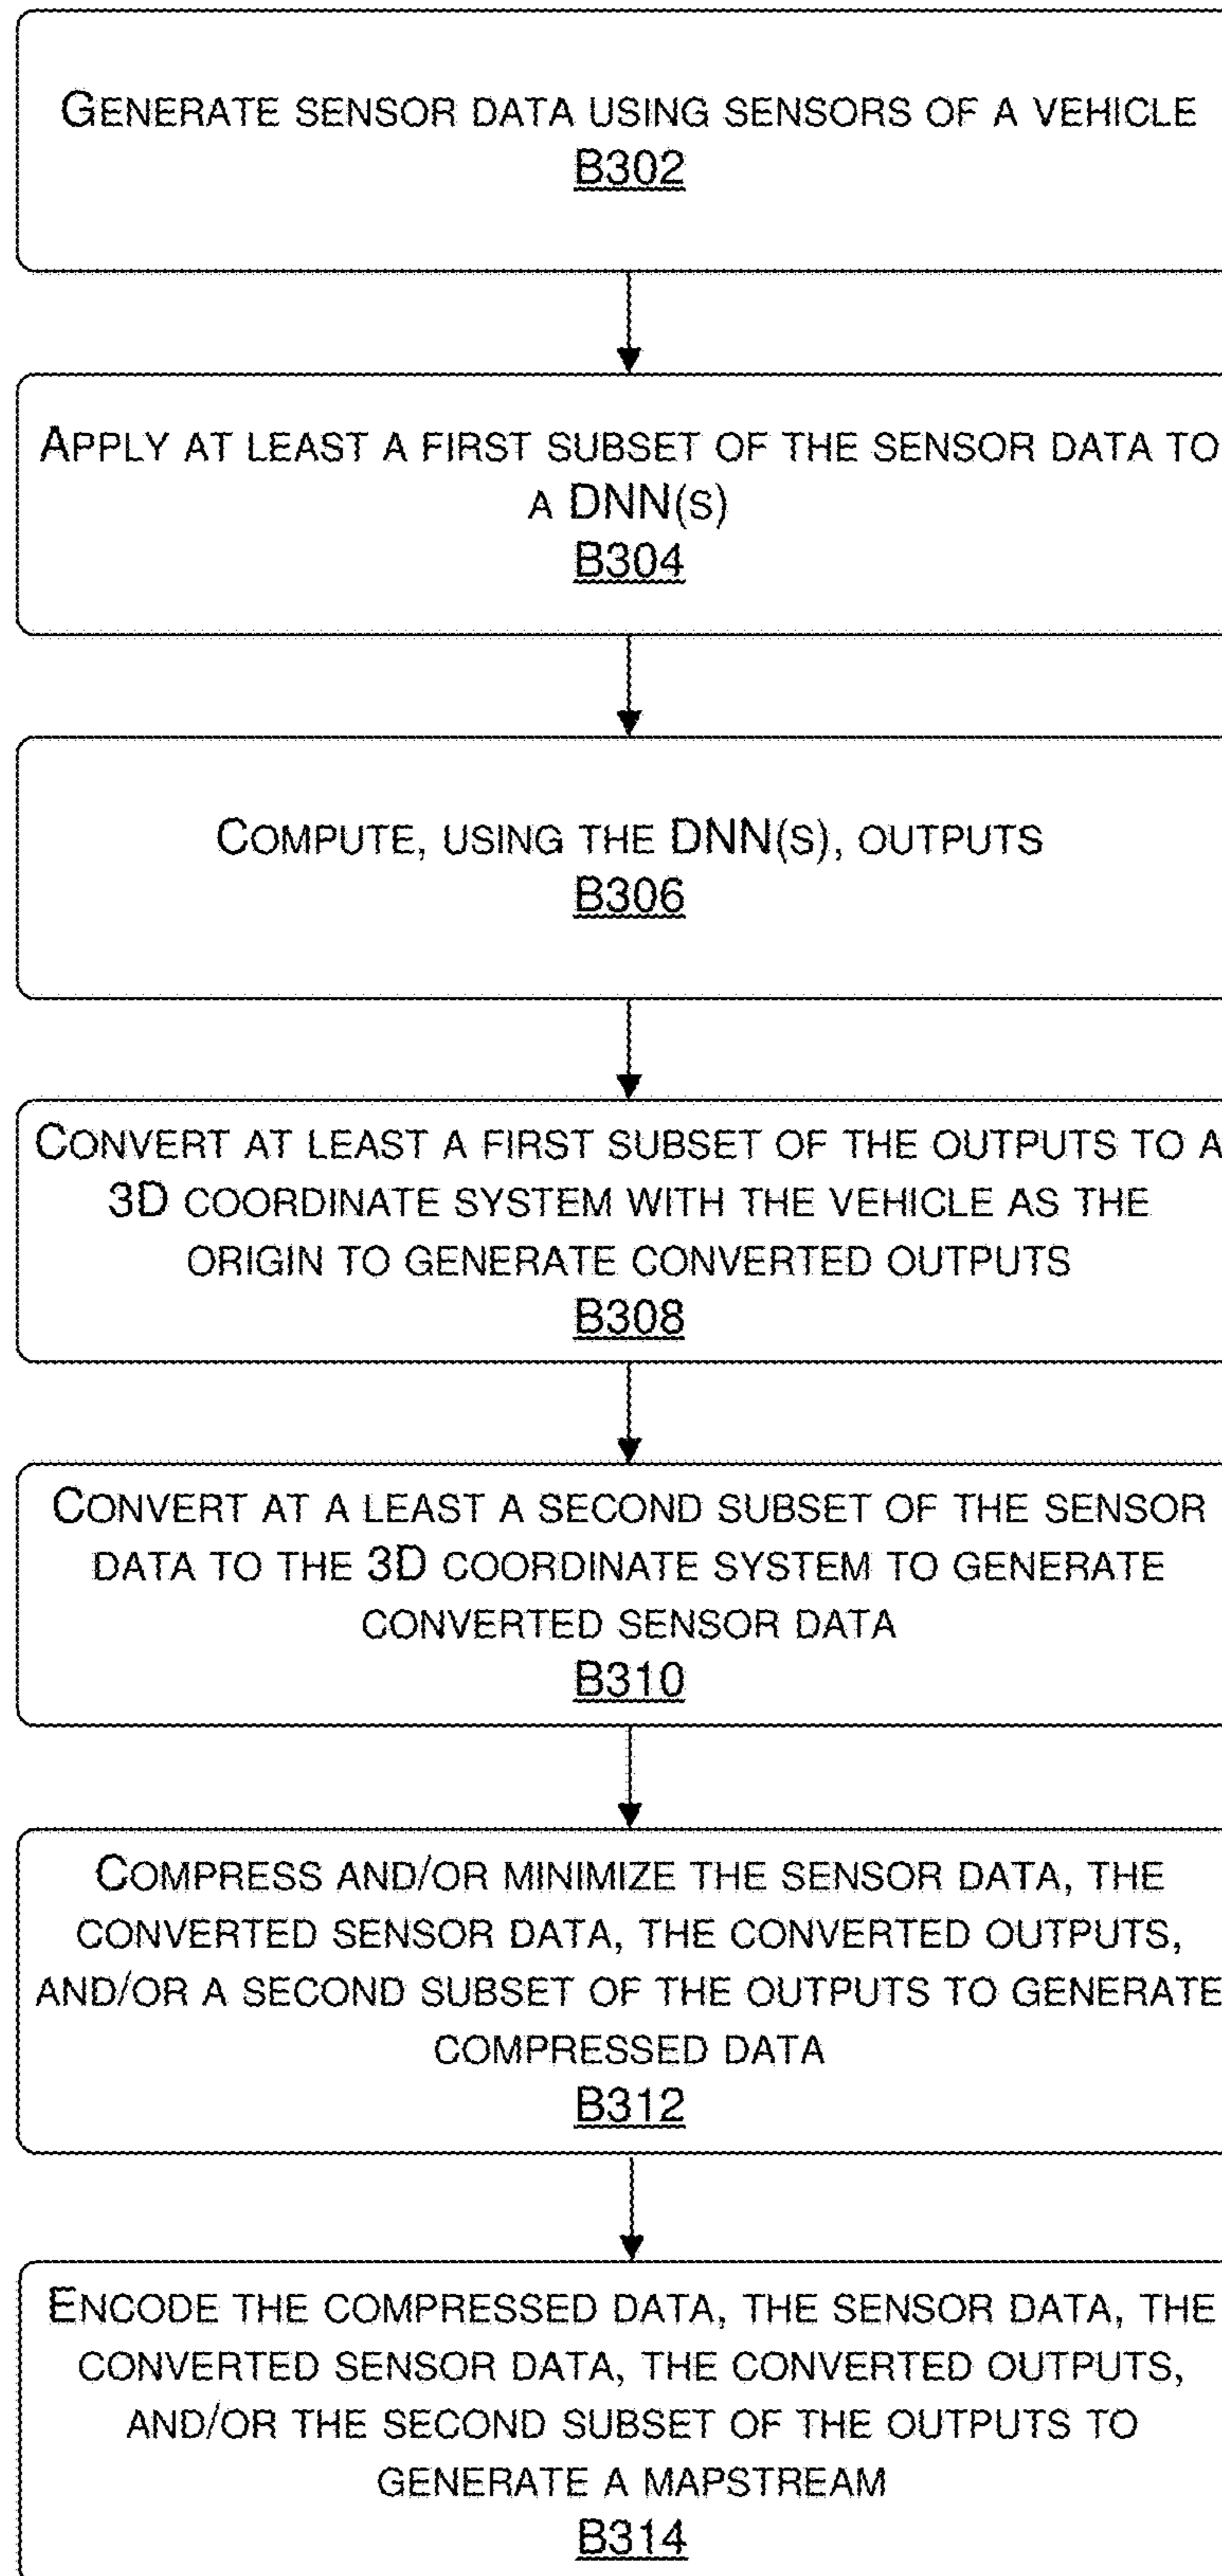 GENERATE SENSOR DATA USING SENSORS OF A VEHICLE
B302
APPLY AT LEAST A FIRST SUBSET OF THE SENSOR DATA TO
A DNN(S)
B304
COMPUTE, USING THE DNN(S), OUTPUTS
B306
CONVERT AT LEAST A FIRST SUBSET OF THE OUTPUTS TO A
3D COORDINATE SYSTEM WITH THE VEHICLE AS THE
ORIGIN TO GENERATE CONVERTED OUTPUTS
B308
CONVERT AT A LEAST A SECOND SUBSET OF THE SENSOR
DATA TO THE 3D COORDINATE SYSTEM TO GENERATE
CONVERTED SENSOR DATA
B310
COMPRESS AND/OR MINIMIZE THE SENSOR DATA, THE
CONVERTED SENSOR DATA, THE CONVERTED OUTPUTS,
AND/OR A SECOND SUBSET OF THE OUTPUTS TO GENERATE
COMPRESSED DATA
B312
ENCODE THE COMPRESSED DATA, THE SENSOR DATA, THE
CONVERTED SENSOR DATA, THE CONVERTED OUTPUTS,
AND/OR THE SECOND SUBSET OF THE OUTPUTS TO
GENERATE A MAPSTREAM
B314